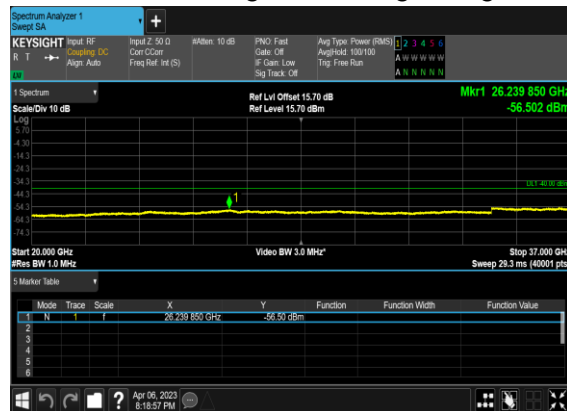 Spectrum Analyzer 1
Swept SA
+
KEYSIGHT Input: RF Input Z: 50 Ω #Atten: 10 dB PNO: Fast Avg Type: Power (RMS) 1 2 3 4 5 6
R T Coupling: DC Corr CCorr Gate: Off Avg|Hold: 100/100 A W W W W W
Align: Auto Freq Ref: Int (S) IF Gain: Low Trig: Free Run
Sig Track: Off A N N N N N
LXI
1 Spectrum Ref Lvl Offset 15.70 dB Mkr1 26.239 850 GHz
Scale/Div 10 dB Ref Level 15.70 dBm -56.502 dBm
Log
5.70
-4.30
-14.3
-24.3
-34.3 DL1 -40.00 dBm
-44.3 1
-54.3
-64.3
-74.3
Start 20.000 GHz Video BW 3.0 MHz* Stop 37.000 GHz
#Res BW 1.0 MHz Sweep 29.3 ms (40001 pts)
5 Marker Table
Mode Trace Scale X Y Function Function Width Function Value
1 N 1 f 26.239 850 GHz -56.50 dBm
2
3
4
5
6
? Apr 06, 2023
8:18:57 PM